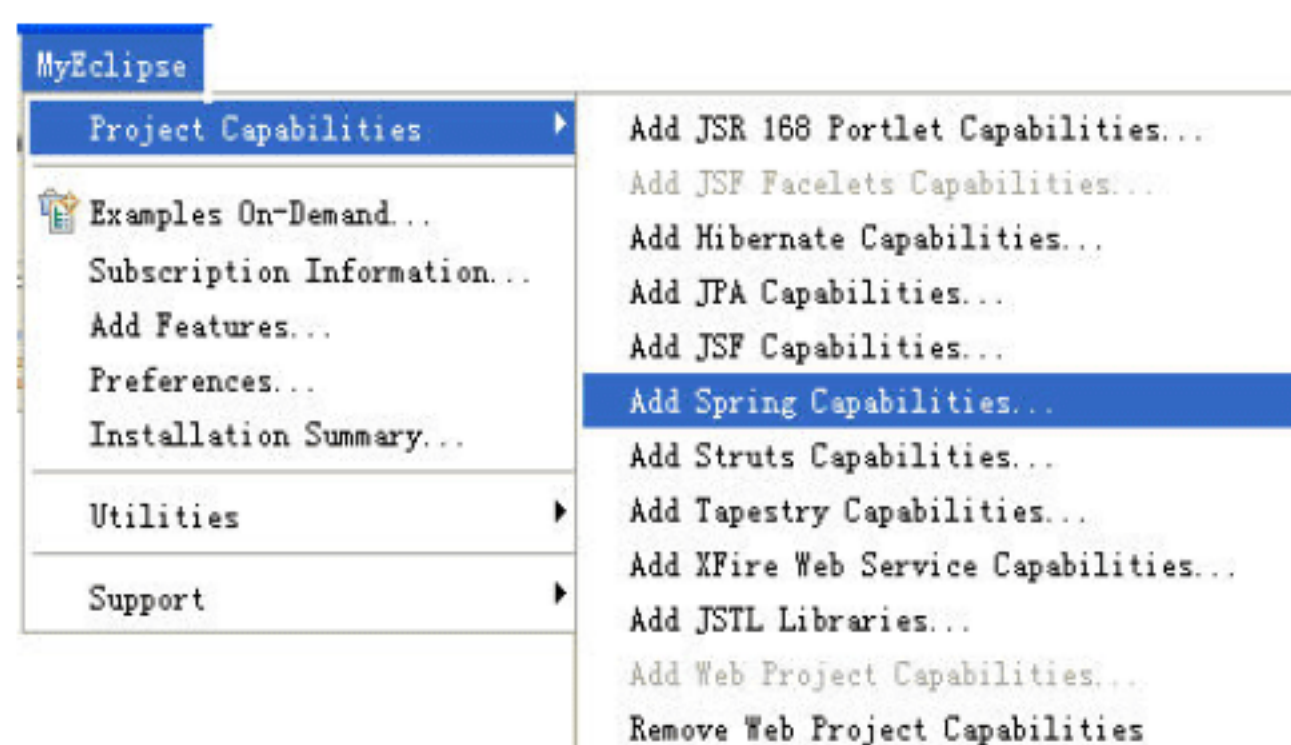 MyEclipse
Project Capabilities
Examples On-Demand...
Subscription Information...
Add Features...
Preferences...
Installation Summary...
Utilities
Support
Add JSR 168 Portlet Capabilities...
Add JSF Facelets Capabilities...
Add Hibernate Capabilities...
Add JPA Capabilities...
Add JSF Capabilities...
Add Spring Capabilities...
Add Struts Capabilities...
Add Tapestry Capabilities...
Add XFire Web Service Capabilities...
Add JSTL Libraries...
Add Web Project Capabilities...
Remove Web Project Capabilities